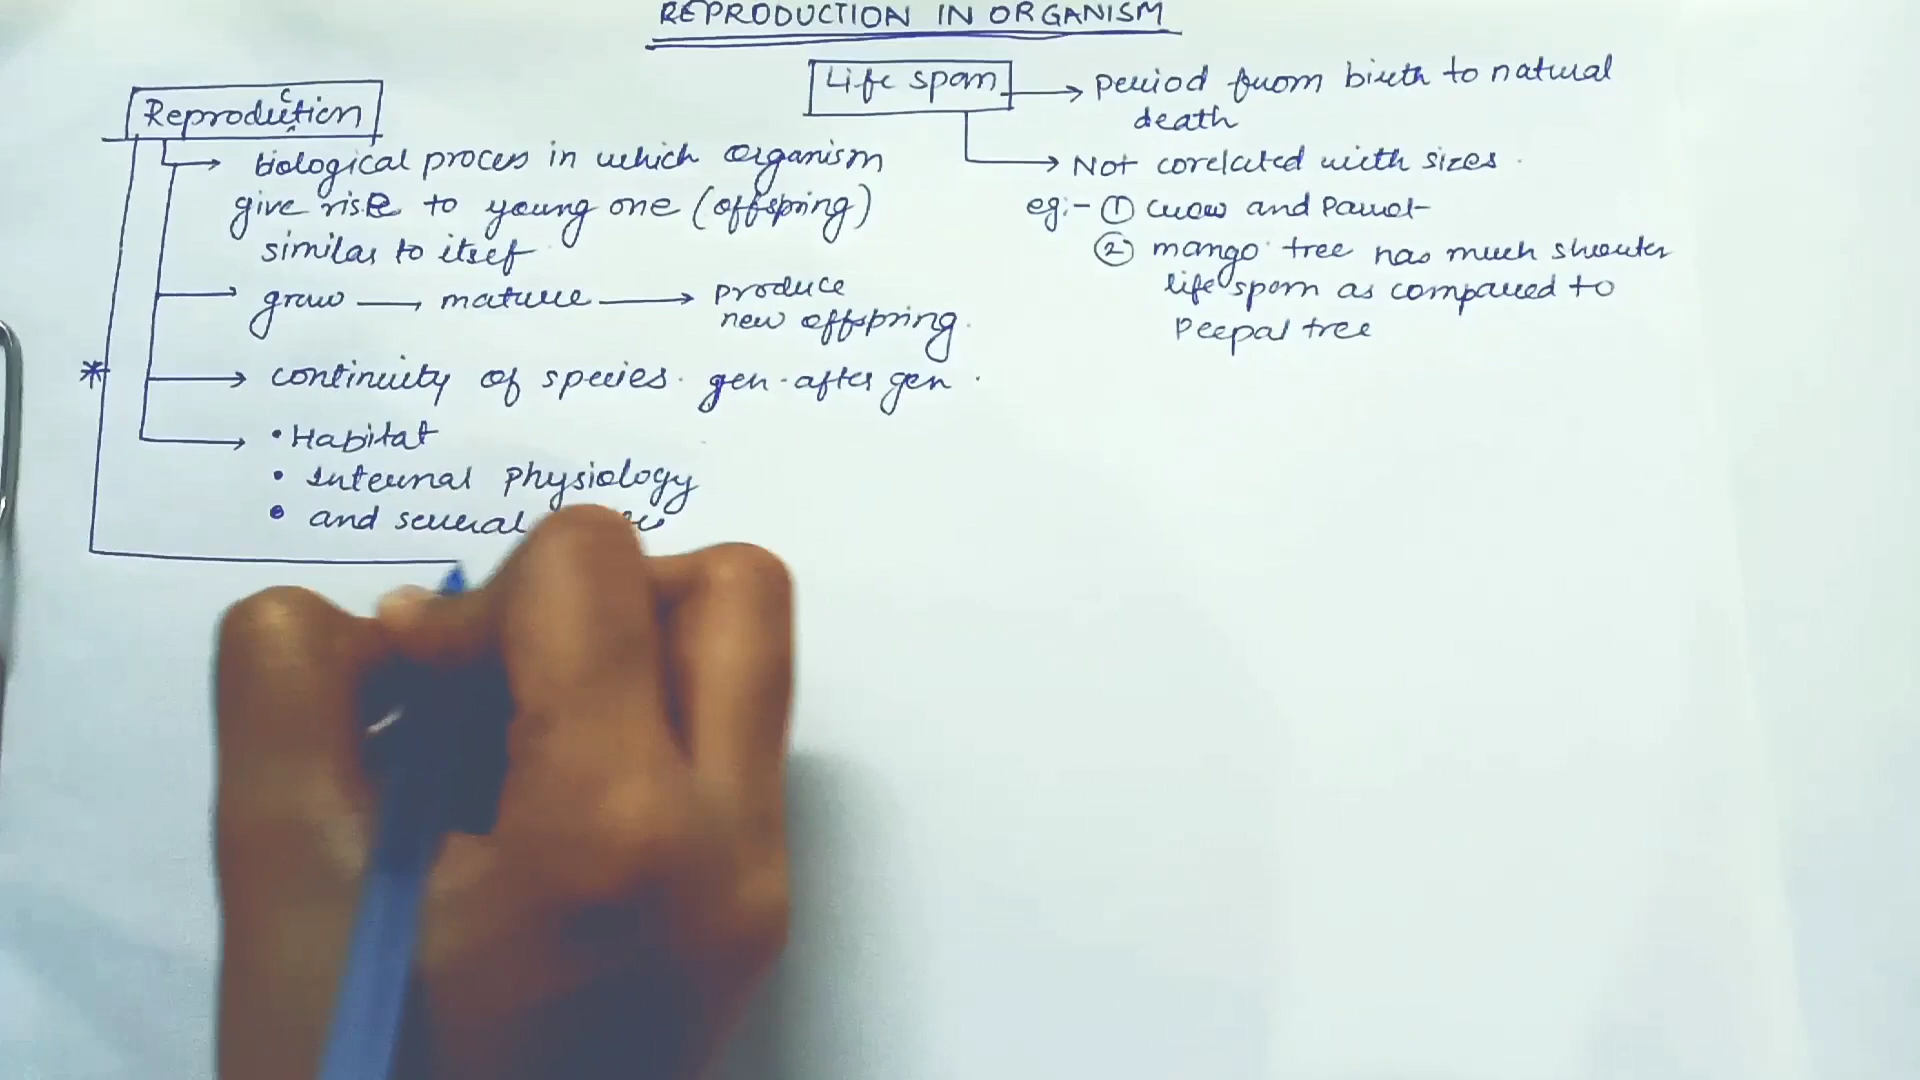 REPRODUCTION IN ORGANISM
Reproduction
biological proces in which organism
give rise to young one (offspring)
similar to itself
grow → mature → produce
new offspring.
* continuity of species. gen. after gen.
• Habitat
• Internal physiology
• and several
Life span → Period from birth to natural
death
→ Not corelated with sizes.
eg:- ① crow and Parrot
② mango tree has much shorter
life span as compared to
Peepal tree